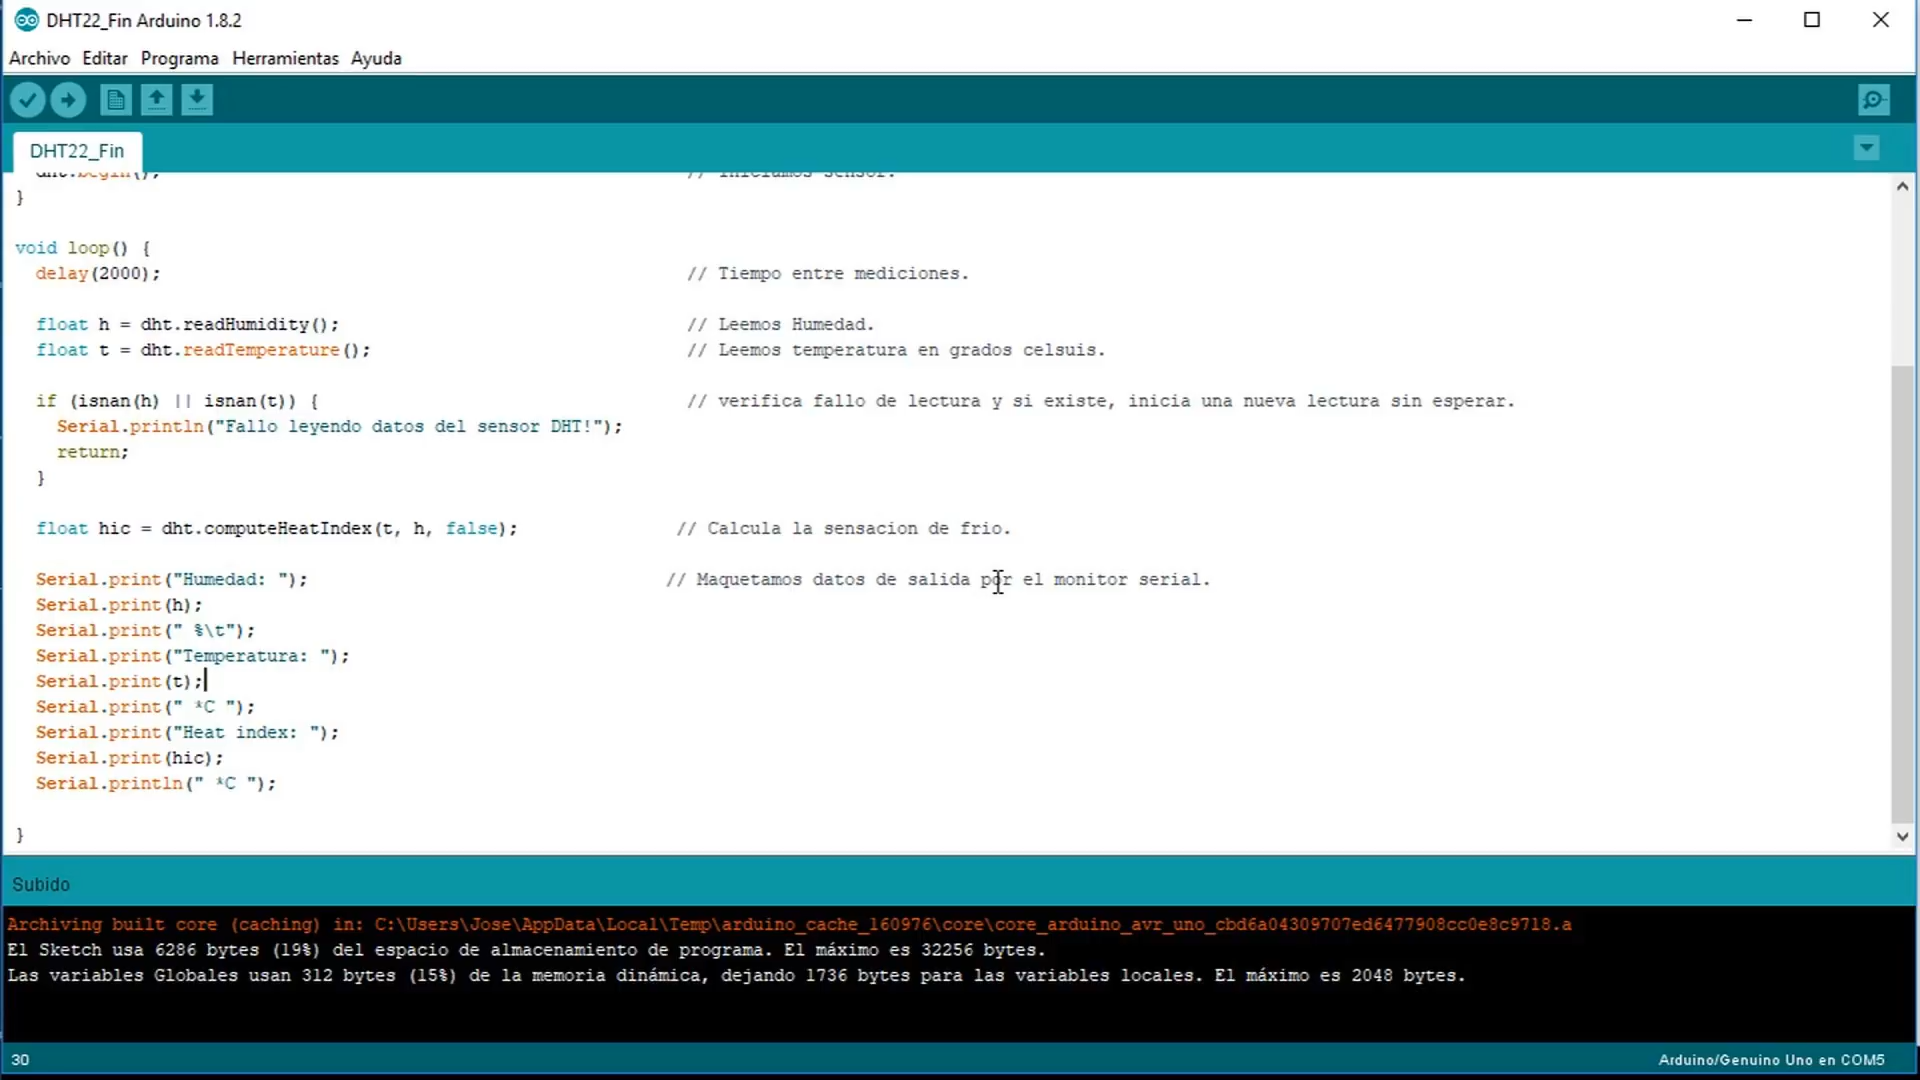 DHT22_Fin Arduino 1.8.2
Archivo Editar Programa Herramientas Ayuda
DHT22_Fin
dht.begin(); // Iniciamos sensor.
}
void loop() {
delay(2000); // Tiempo entre mediciones.
float h = dht.readHumidity(); // Leemos Humedad.
float t = dht.readTemperature(); // Leemos temperatura en grados celsuis.
if (isnan(h) || isnan(t)) { // verifica fallo de lectura y si existe, inicia una nueva lectura sin esperar.
Serial.println("Fallo leyendo datos del sensor DHT!");
return;
}
float hic = dht.computeHeatIndex(t, h, false); // Calcula la sensacion de frio.
Serial.print("Humedad: "); // Maquetamos datos de salida por el monitor serial.
Serial.print(h);
Serial.print(" %\t");
Serial.print("Temperatura: ");
Serial.print(t);
Serial.print(" *C ");
Serial.print("Heat index: ");
Serial.print(hic);
Serial.println(" *C ");
}
Subido
Archiving built core (caching) in: C:\Users\Jose\AppData\Local\Temp\arduino_cache_160976\core\core_arduino_avr_uno_cbd6a04309707ed6477908cc0e8c9718.a
El Sketch usa 6286 bytes (19%) del espacio de almacenamiento de programa. El máximo es 32256 bytes.
Las variables Globales usan 312 bytes (15%) de la memoria dinámica, dejando 1736 bytes para las variables locales. El máximo es 2048 bytes.
30 Arduino/Genuino Uno en COM5